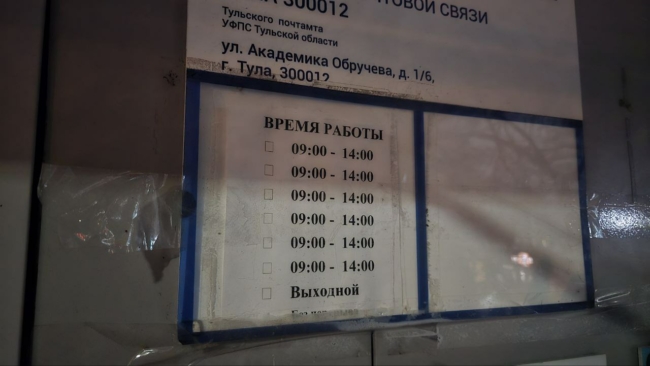 300012
ТОВОЙ СВЯЗИ
Тульского почтамта
УФПС Тульской области
ул. Академика Обручева, д. 1/6,
г. Тула, 300012
ВРЕМЯ РАБОТЫ
09:00 - 14:00
09:00 - 14:00
09:00 - 14:00
09:00 - 14:00
09:00 - 14:00
09:00 - 14:00
Выходной
Без